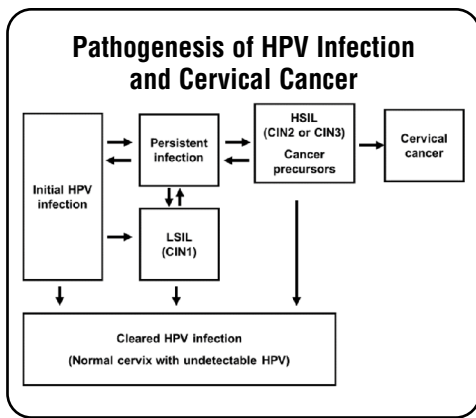 Pathogenesis of HPV Infection
and Cervical Cancer
Initial HPV
infection
Persistent
infection
HSIL
(CIN2 or CIN3)
Cancer
precursors
Cervical
cancer
LSIL
(CIN1)
Cleared HPV infection
(Normal cervix with undetectable HPV)